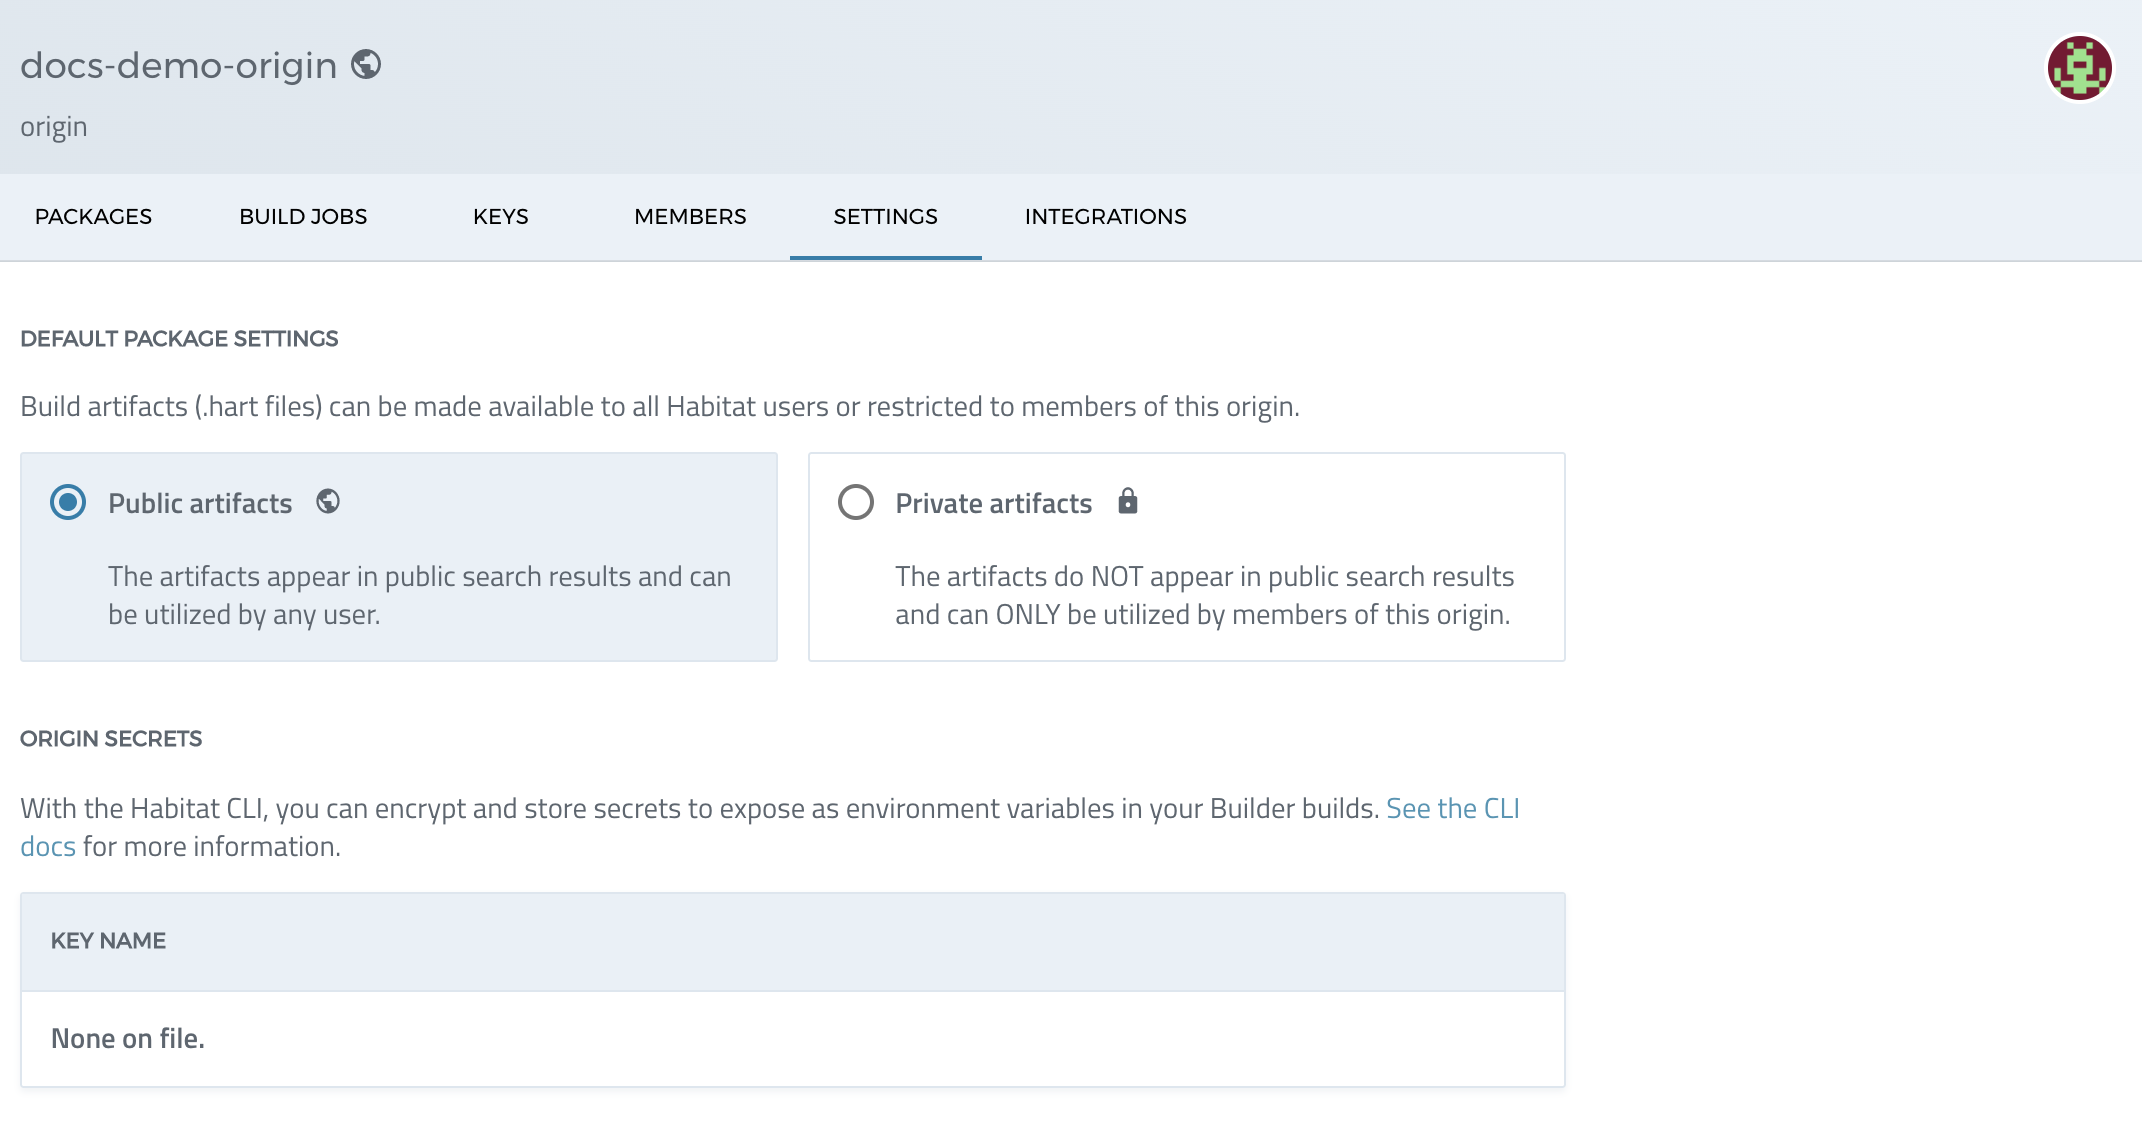 docs-demo-origin
origin
PACKAGES BUILD JOBS KEYS MEMBERS SETTINGS INTEGRATIONS
DEFAULT PACKAGE SETTINGS
Build artifacts (.hart files) can be made available to all Habitat users or restricted to members of this origin.
Public artifacts
The artifacts appear in public search results and can
be utilized by any user.
Private artifacts
The artifacts do NOT appear in public search results
and can ONLY be utilized by members of this origin.
ORIGIN SECRETS
With the Habitat CLI, you can encrypt and store secrets to expose as environment variables in your Builder builds. See the CLI
docs for more information.
KEY NAME
None on file.